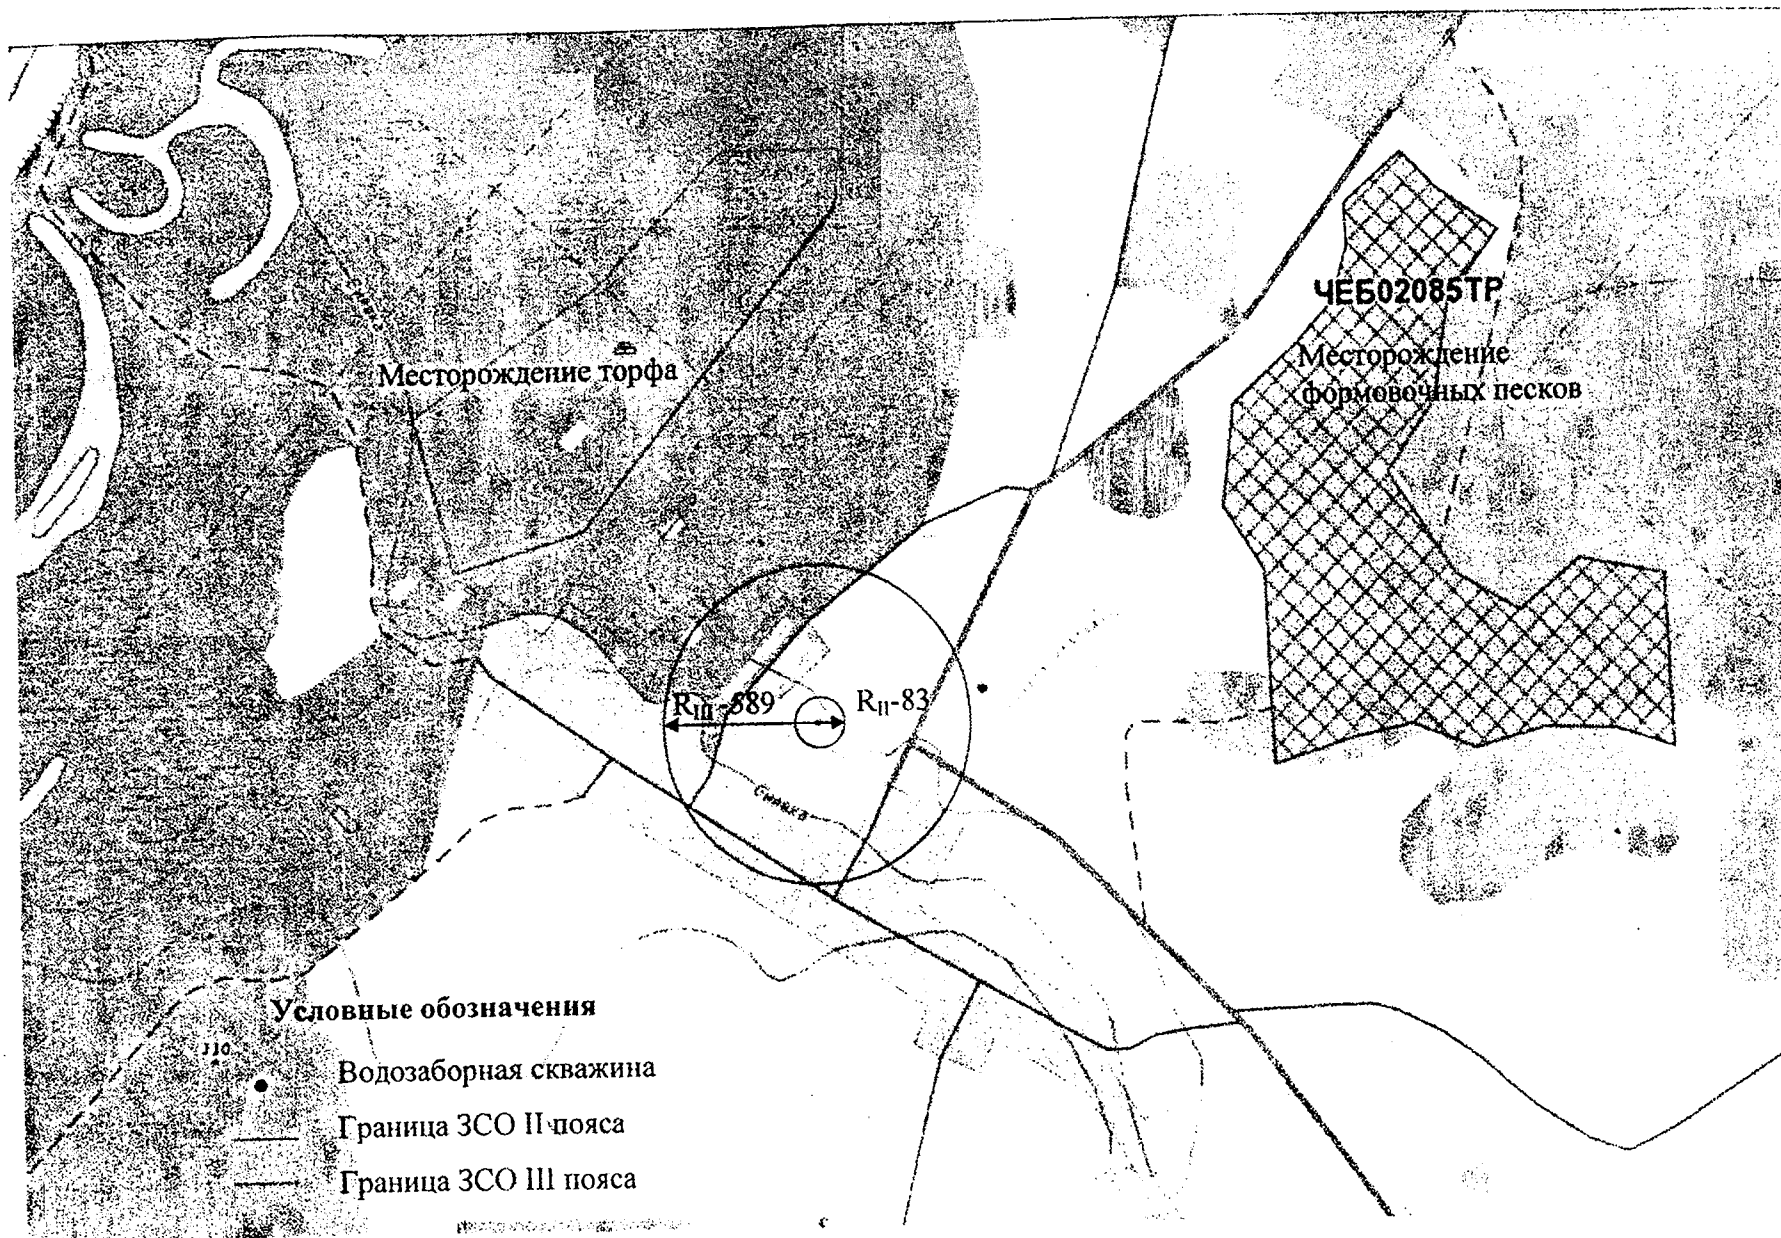 ЧЕБ02085ТР
Месторождение торфа
Месторождение
формовочных песков
RIII-589 RII-83
Условные обозначения
110
Водозаборная скважина
Граница ЗСО II пояса
Граница ЗСО III пояса